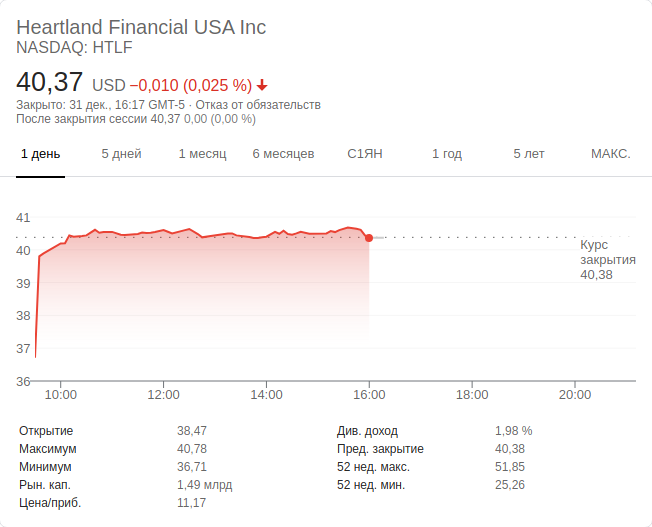 Heartland Financial USA Inc
NASDAQ: HTLF
40,37 USD −0,010 (0,025 %)
Закрыто: 31 дек., 16:17 GMT-5 · Отказ от обязательств
После закрытия сессии 40,37 0,00 (0,00 %)
1 день 5 дней 1 месяц 6 месяцев С1ЯН 1 год 5 лет МАКС.
41
40
39
38
37
36
Курс
закрытия
40,38
10:00 12:00 14:00 16:00 18:00 20:00
Открытие 38,47 Див. доход 1,98 %
Максимум 40,78 Пред. закрытие 40,38
Минимум 36,71 52 нед. макс. 51,85
Рын. кап. 1,49 млрд 52 нед. мин. 25,26
Цена/приб. 11,17